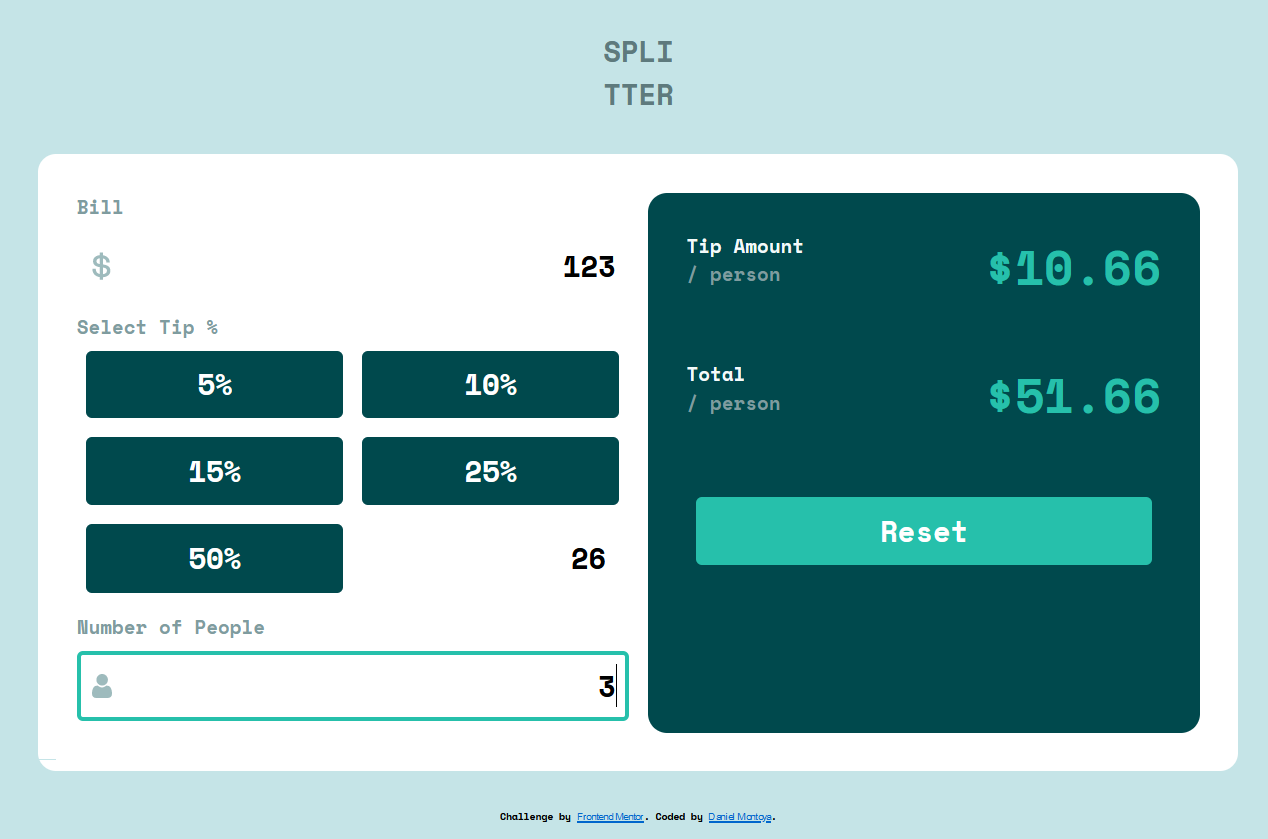 SPLI
TTER
Bill
$ 123
Select Tip %
5% 10%
15% 25%
50% 26
Number of People
3
Tip Amount
/ person
$10.66
Total
/ person
$51.66
Reset
Challenge by Frontend Mentor. Coded by Daniel Montoya.